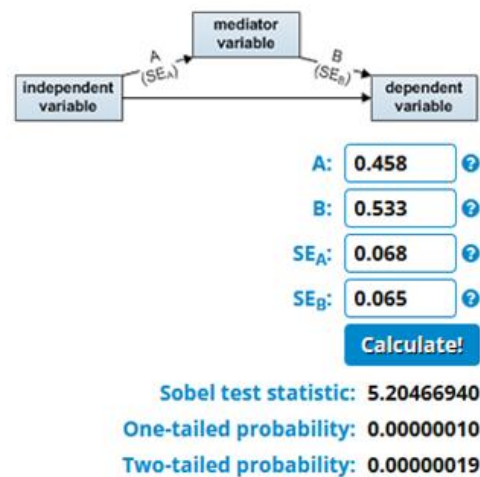 mediator
variable
A
(SEA)
B
(SEB)
independent
variable
dependent
variable
A: 0.458 ?
B: 0.533 ?
SEA: 0.068 ?
SEB: 0.065 ?
Calculate!
Sobel test statistic: 5.20466940
One-tailed probability: 0.00000010
Two-tailed probability: 0.00000019